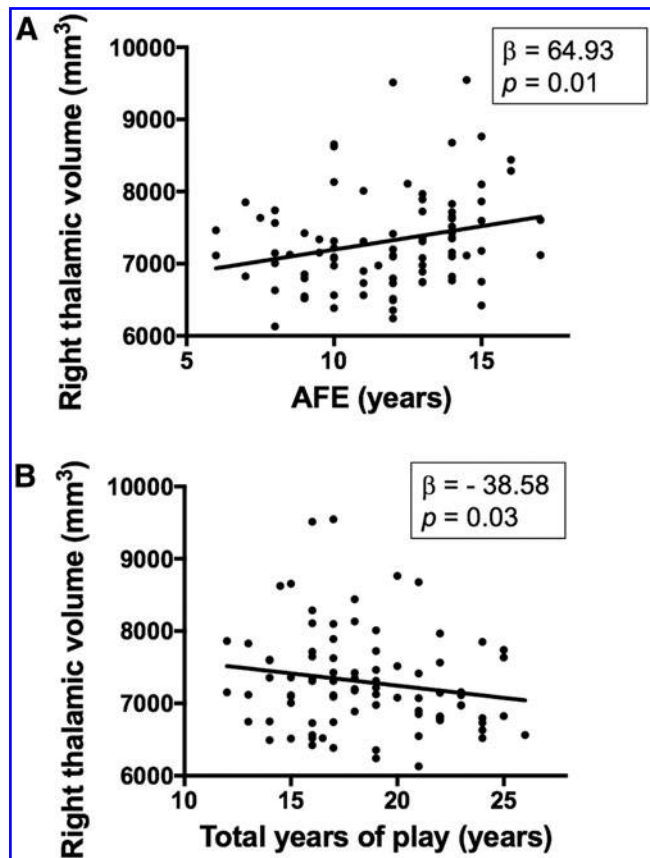 A
Right thalamic volume (mm³)
10000
9000
8000
7000
6000
5
10
15
AFE (years)
β = 64.93
p = 0.01
B
Right thalamic volume (mm³)
10000
9000
8000
7000
6000
10
15
20
25
Total years of play (years)
β = - 38.58
p = 0.03